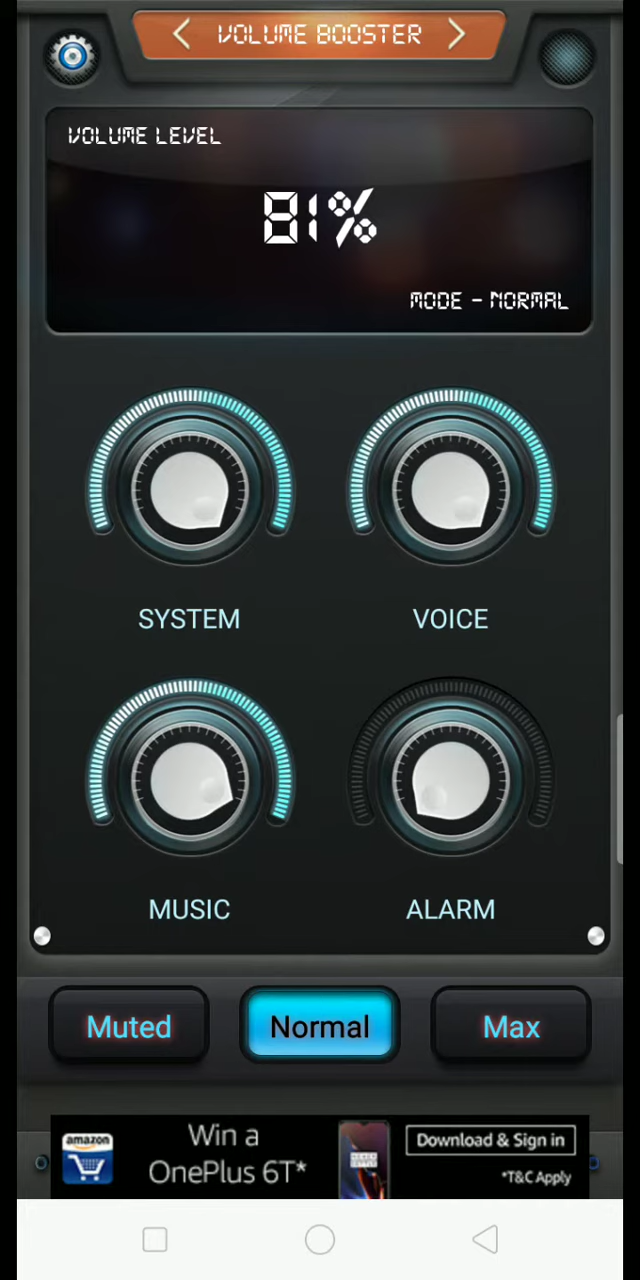 VOLUME BOOSTER
VOLUME LEVEL
81%
MODE - NORMAL
SYSTEM
VOICE
MUSIC
ALARM
Muted
Normal
Max
amazon
Win a
OnePlus 6T*
Download & Sign in
*T&C Apply